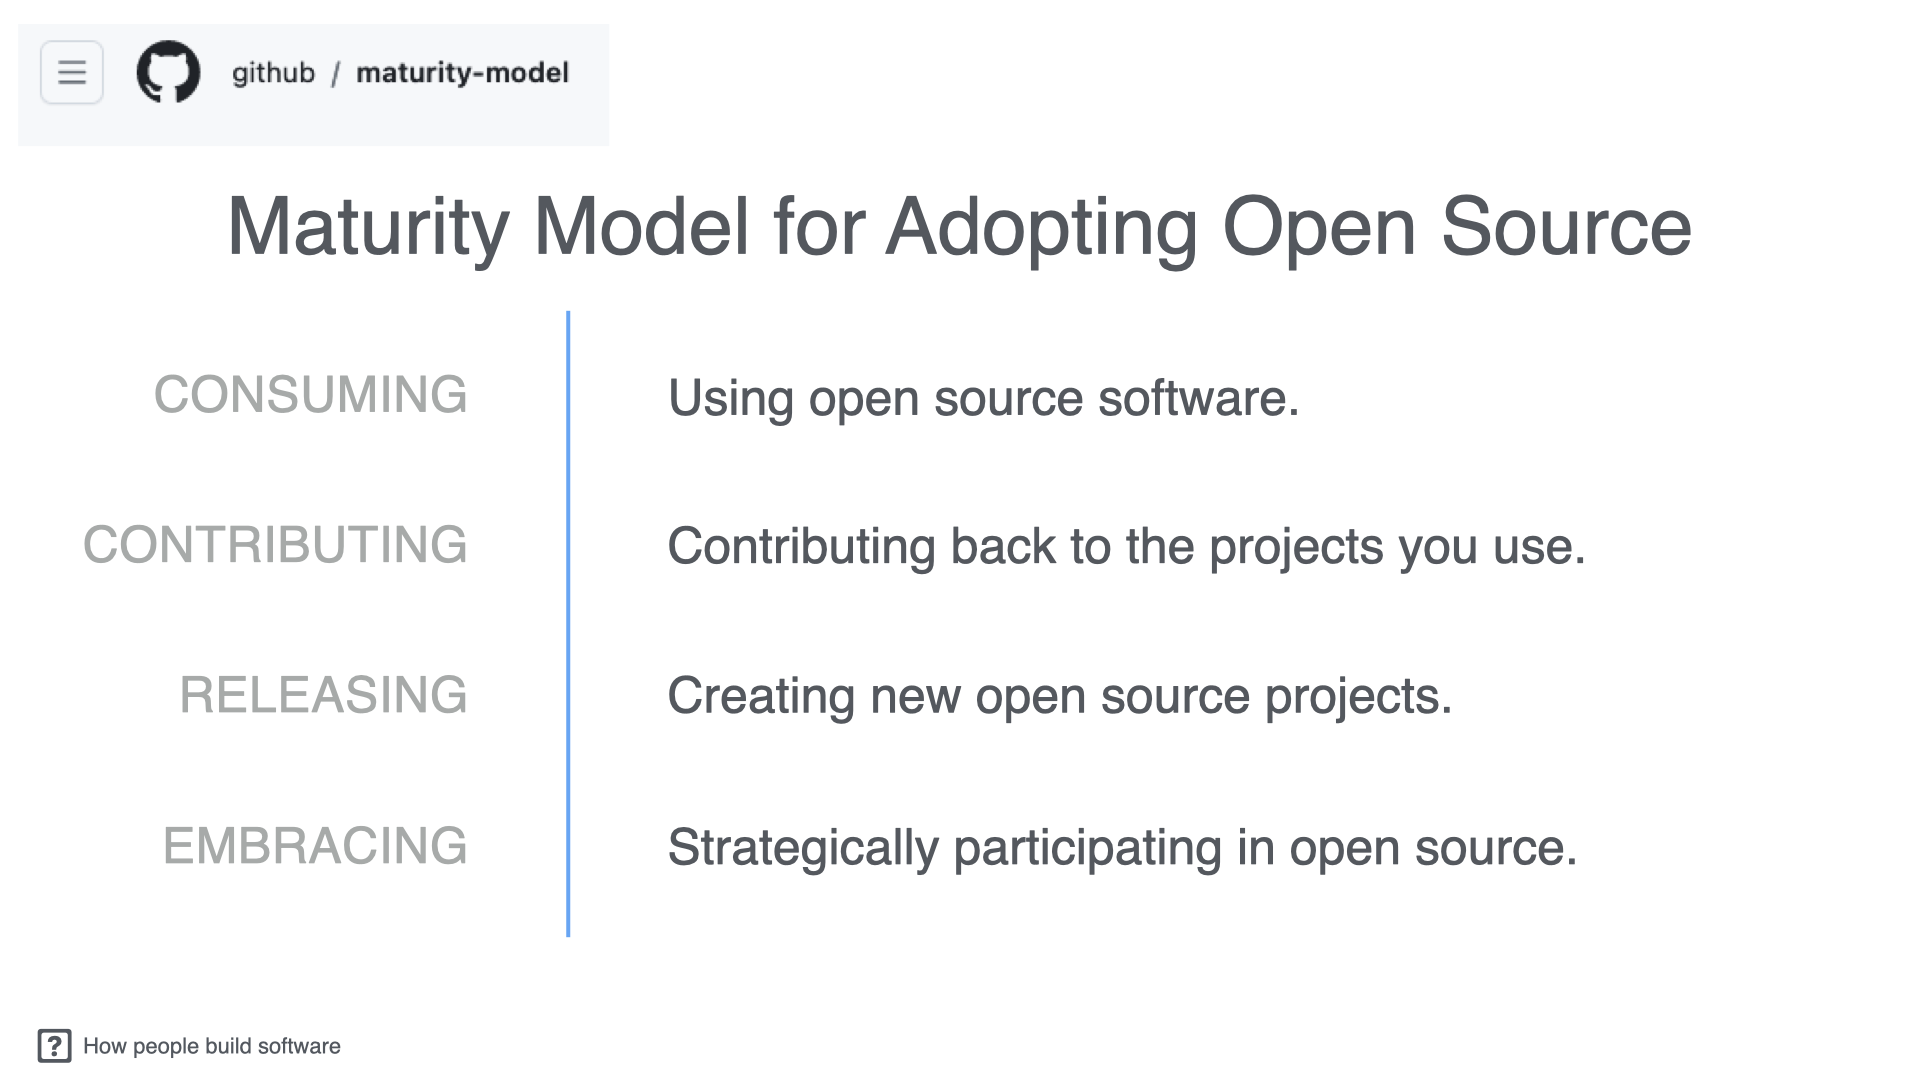 github / maturity-model
Maturity Model for Adopting Open Source
CONSUMING
Using open source software.
CONTRIBUTING
Contributing back to the projects you use.
RELEASING
Creating new open source projects.
EMBRACING
Strategically participating in open source.
? How people build software